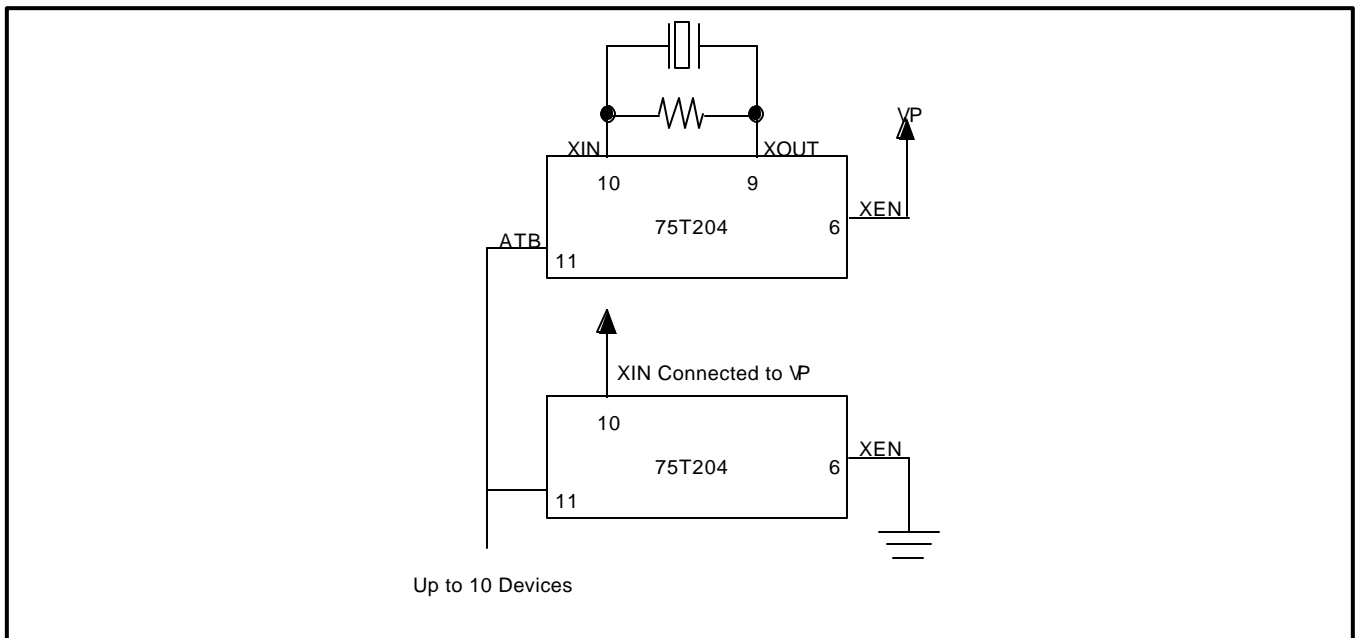 VP
XIN
XOUT
10
9
XEN
75T204
6
ATB
11
XIN Connected to VP
10
XEN
75T204
6
11
Up to 10 Devices